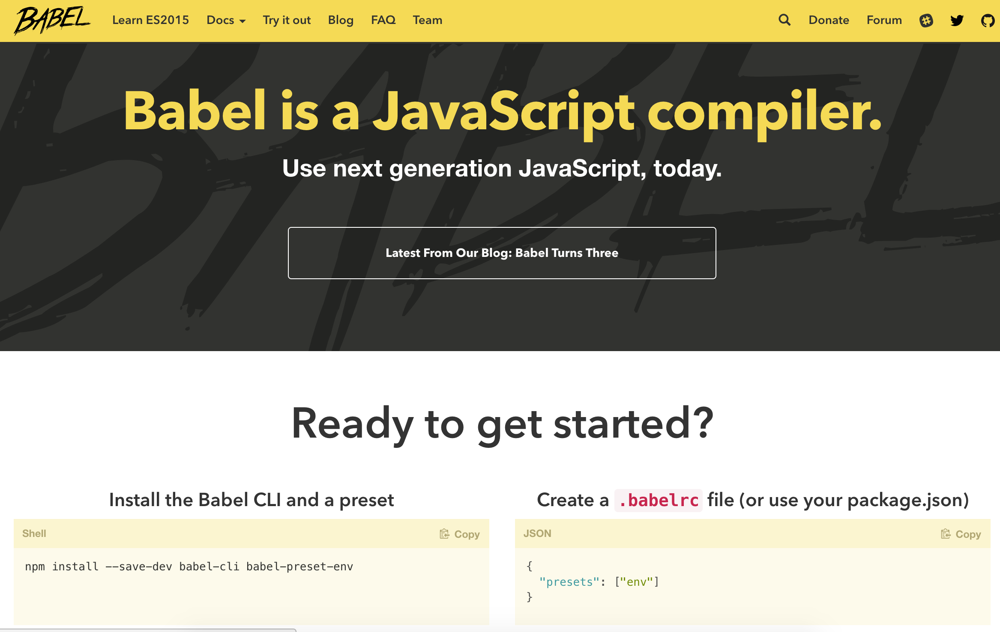 BABEL
Learn ES2015 Docs Try it out Blog FAQ Team Donate Forum
Babel is a JavaScript compiler.
Use next generation JavaScript, today.
Latest From Our Blog: Babel Turns Three
Ready to get started?
Install the Babel CLI and a preset
Shell Copy
npm install --save-dev babel-cli babel-preset-env
Create a .babelrc file (or use your package.json)
JSON Copy
{
"presets": ["env"]
}